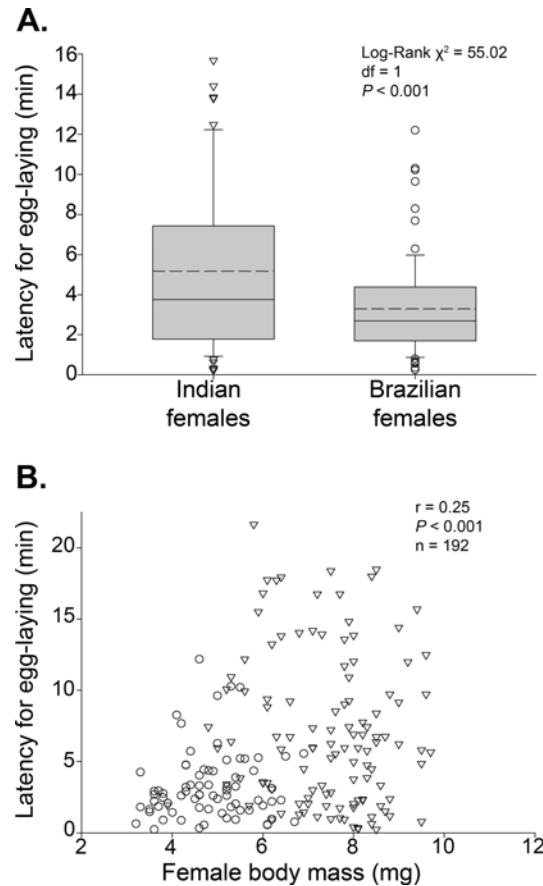 A.
Latency for egg-laying (min)
16
14
12
10
8
6
4
2
0
Log-Rank χ² = 55.02
df = 1
P < 0.001
Indian
females
Brazilian
females
B.
Latency for egg-laying (min)
20
15
10
5
0
r = 0.25
P < 0.001
n = 192
2 4 6 8 10
Female body mass (mg)